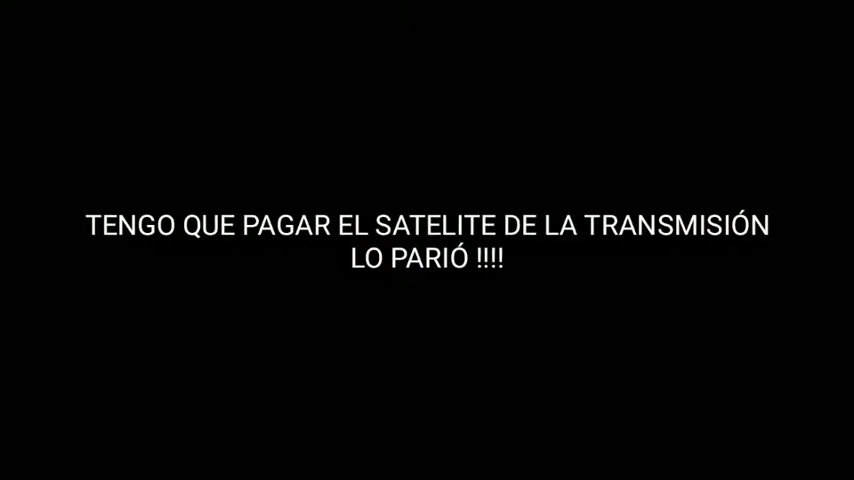 TENGO QUE PAGAR EL SATELITE DE LA TRANSMISIÓN
LO PARIÓ !!!!